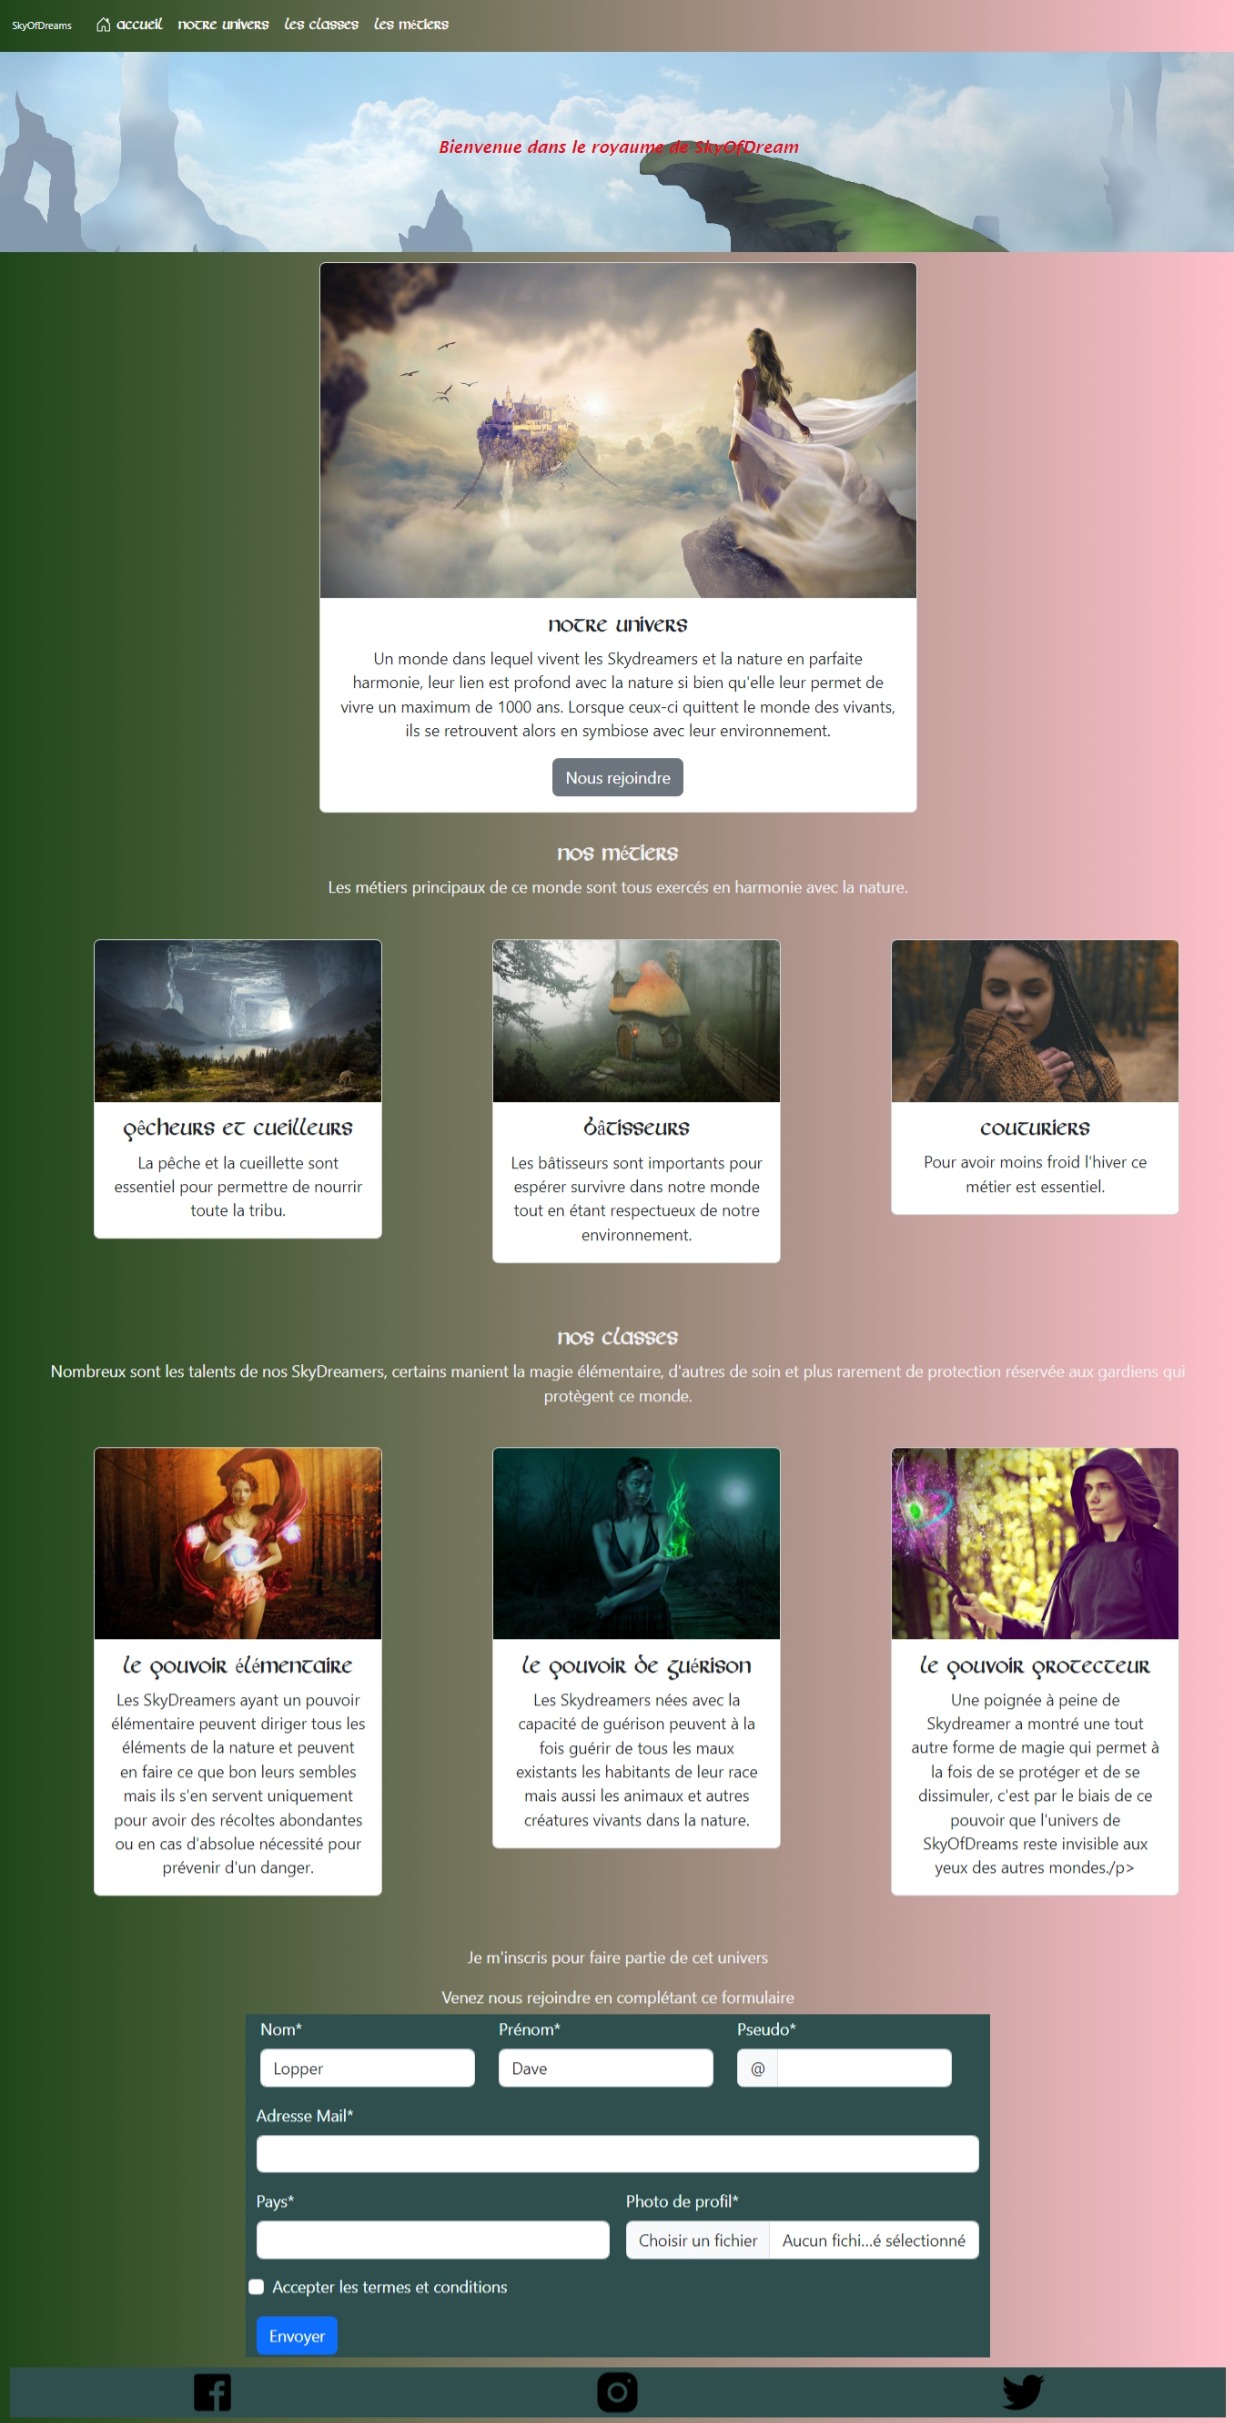 SkyOfDreams accueil notre univers les classes les métiers
Bienvenue dans le royaume de SkyOfDream
notre univers
Un monde dans lequel vivent les Skydreamers et la nature en parfaite
harmonie, leur lien est profond avec la nature si bien qu'elle leur permet de
vivre un maximum de 1000 ans. Lorsque ceux-ci quittent le monde des vivants,
ils se retrouvent alors en symbiose avec leur environnement.
Nous rejoindre
nos métiers
Les métiers principaux de ce monde sont tous exercés en harmonie avec la nature.
pêcheurs et cueilleurs
La pêche et la cueillette sont
essentiel pour permettre de nourrir
toute la tribu.
bâtisseurs
Les bâtisseurs sont importants pour
espérer survivre dans notre monde
tout en étant respectueux de notre
environnement.
couturiers
Pour avoir moins froid l'hiver ce
métier est essentiel.
nos classes
Nombreux sont les talents de nos SkyDreamers, certains manient la magie élémentaire, d'autres de soin et plus rarement de protection réservée aux gardiens qui
protègent ce monde.
le pouvoir élémentaire
Les SkyDreamers ayant un pouvoir
élémentaire peuvent diriger tous les
éléments de la nature et peuvent
en faire ce que bon leurs sembles
mais ils s'en servent uniquement
pour avoir des récoltes abondantes
ou en cas d'absolue nécessité pour
prévenir d'un danger.
le pouvoir de guérison
Les Skydreamers nées avec la
capacité de guérison peuvent à la
fois guérir de tous les maux
existants les habitants de leur race
mais aussi les animaux et autres
créatures vivants dans la nature.
le pouvoir protecteur
Une poignée à peine de
Skydreamer a montré une tout
autre forme de magie qui permet à
la fois de se protéger et de se
dissimuler, c'est par le biais de ce
pouvoir que l'univers de
SkyOfDreams reste invisible aux
yeux des autres mondes./p>
Je m'inscris pour faire partie de cet univers
Venez nous rejoindre en complétant ce formulaire
Nom* Prénom* Pseudo*
Lopper Dave @
Adresse Mail*
Pays* Photo de profil*
Choisir un fichier Aucun fichi...é sélectionné
Accepter les termes et conditions
Envoyer